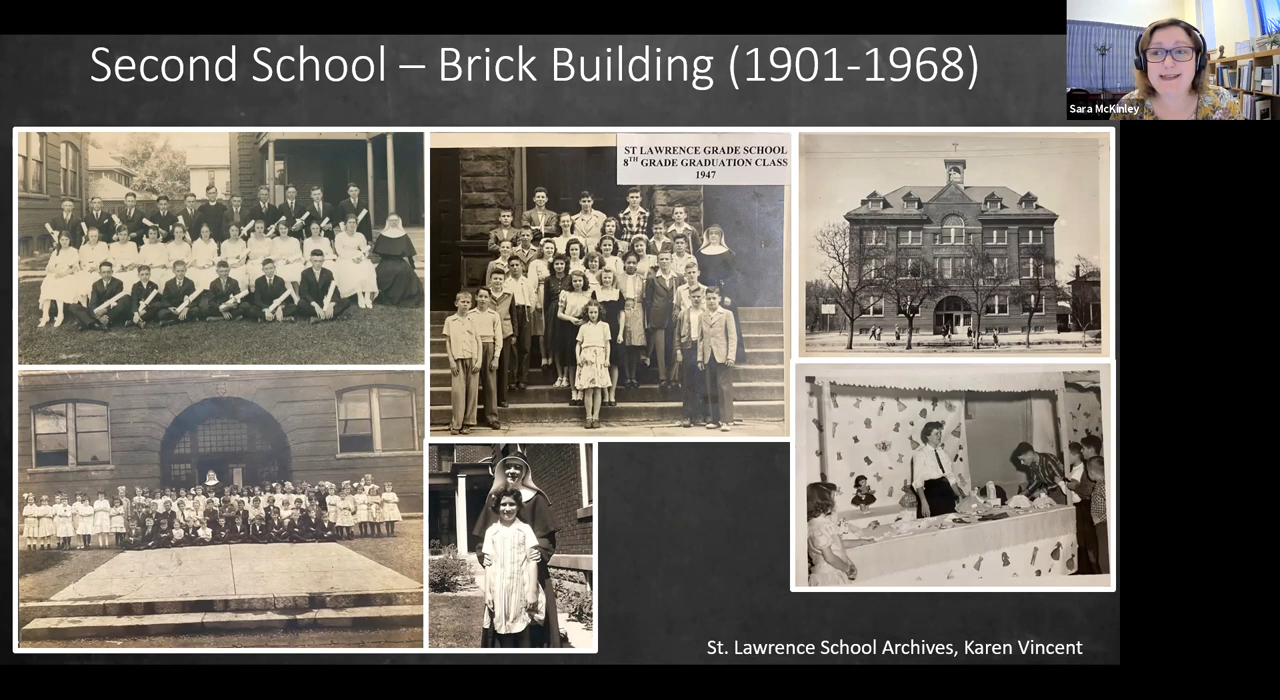 Second School – Brick Building (1901-1968)
Sara McKinley
ST LAWRENCE GRADE SCHOOL
8TH GRADE GRADUATION CLASS
1947
St. Lawrence School Archives, Karen Vincent